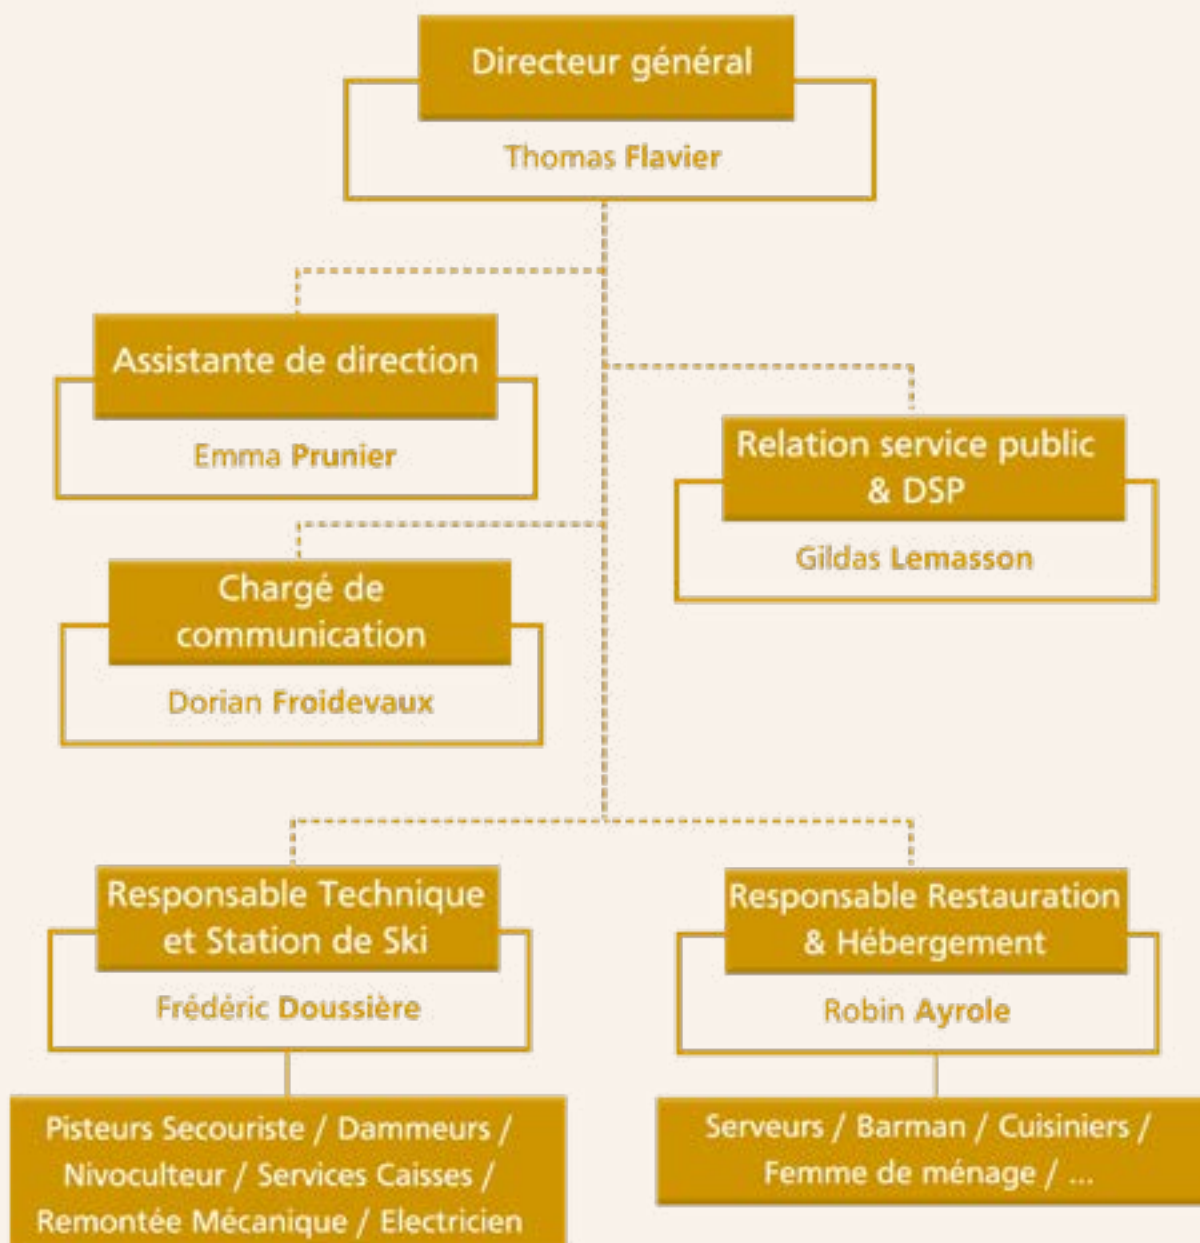 Directeur général
Thomas Flavier
Assistante de direction
Emma Prunier
Relation service public
& DSP
Gildas Lemasson
Chargé de
communication
Dorian Froidevaux
Responsable Technique
et Station de Ski
Frédéric Doussière
Responsable Restauration
& Hébergement
Robin Ayrole
Pisteurs Secouriste / Dammeurs /
Nivoculteur / Services Caisses /
Remontée Mécanique / Electricien
Serveurs / Barman / Cuisiniers /
Femme de ménage / ...